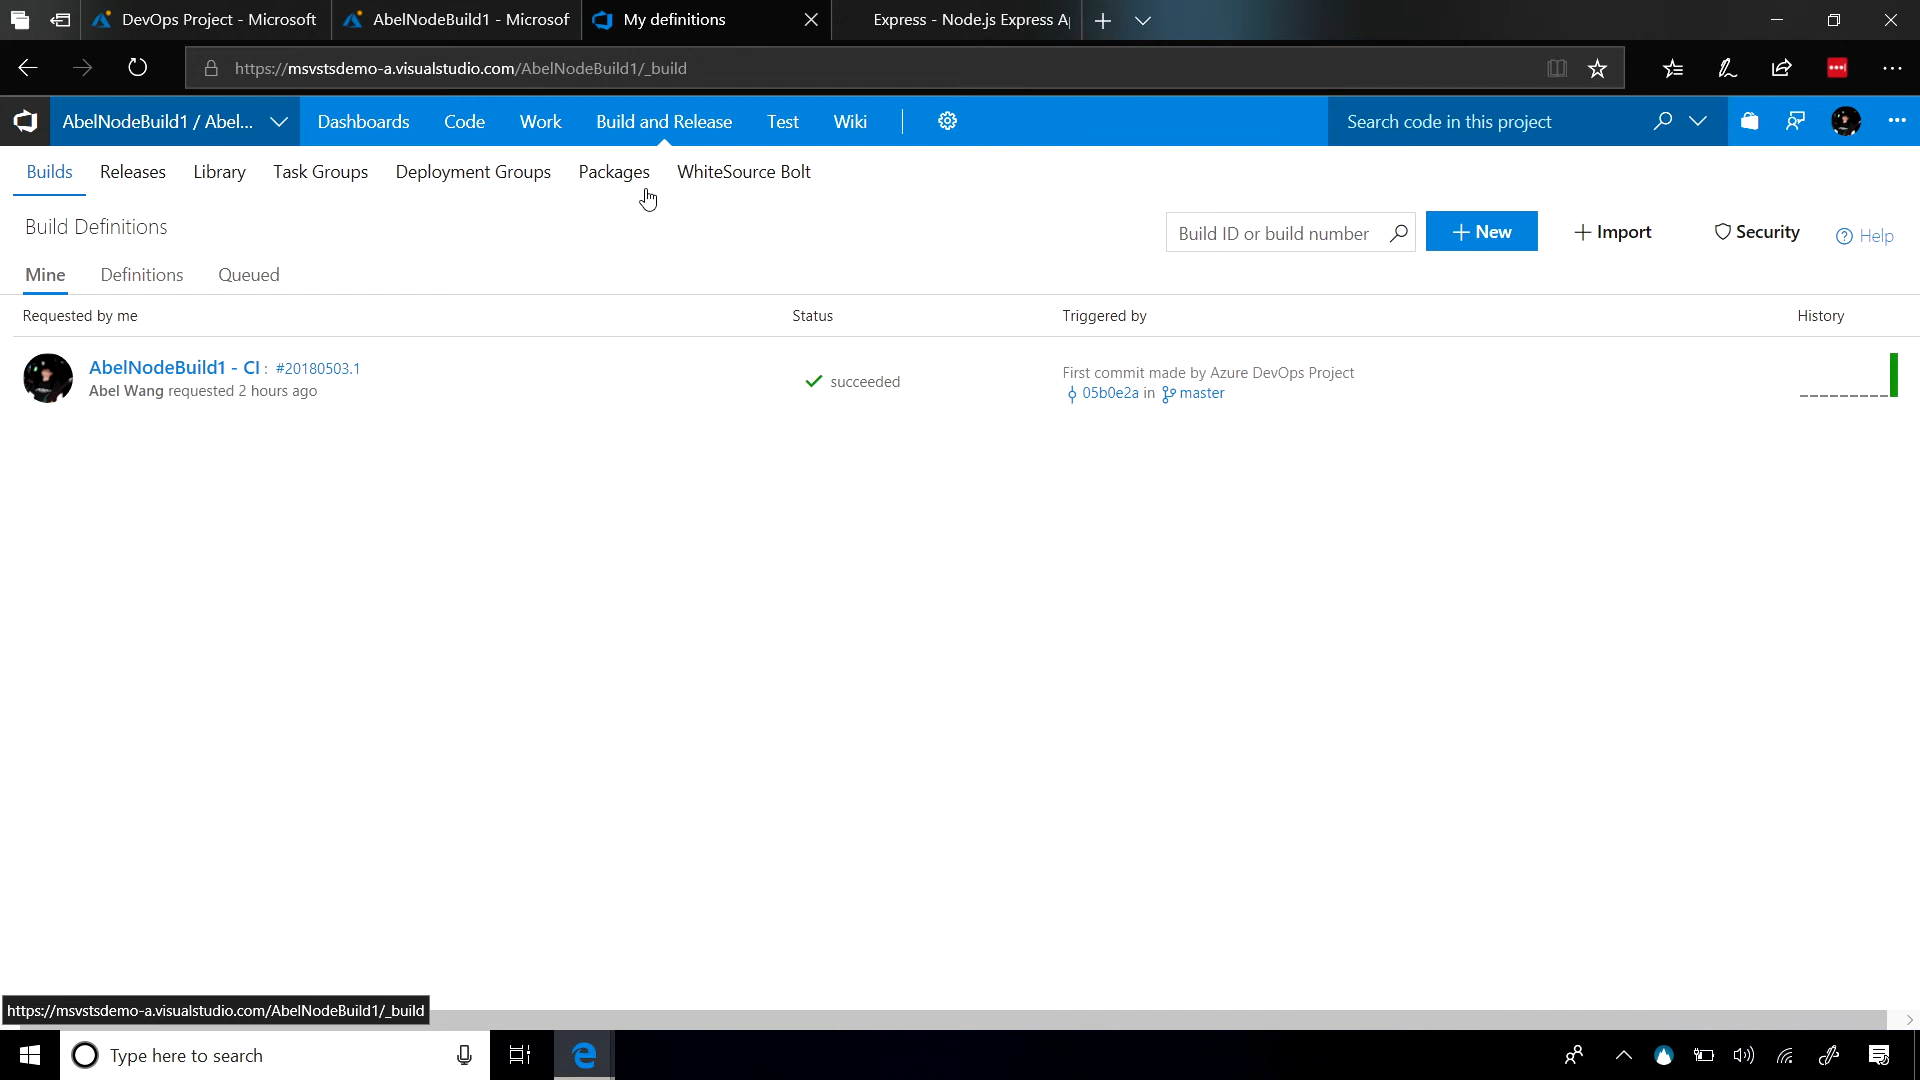 DevOps Project - Microsoft
AbelNodeBuild1 - Microsof
My definitions
Express - Node.js Express A
https://msvstsdemo-a.visualstudio.com/AbelNodeBuild1/_build
AbelNodeBuild1 / Abel...
Dashboards
Code
Work
Build and Release
Test
Wiki
Search code in this project
Builds
Releases
Library
Task Groups
Deployment Groups
Packages
WhiteSource Bolt
Build Definitions
Build ID or build number
+ New
+ Import
Security
Help
Mine
Definitions
Queued
Requested by me
Status
Triggered by
History
AbelNodeBuild1 - CI : #20180503.1
Abel Wang requested 2 hours ago
succeeded
First commit made by Azure DevOps Project
05b0e2a in master
https://msvstsdemo-a.visualstudio.com/AbelNodeBuild1/_build
Type here to search